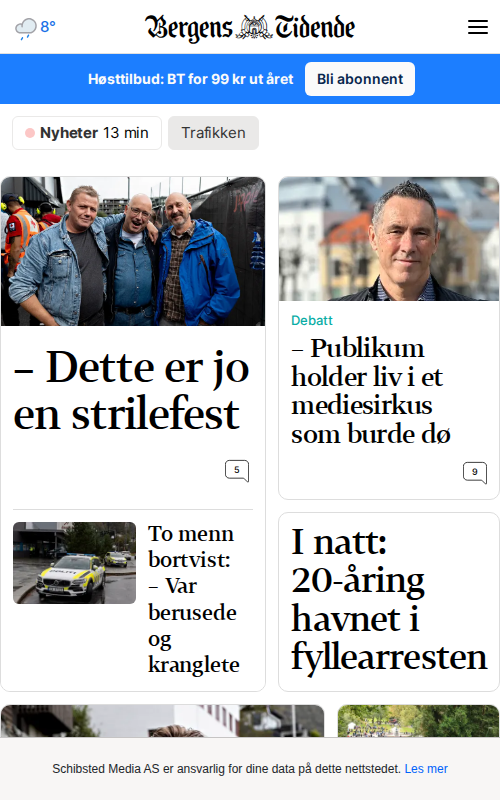 8°
Bergens Tidende
Høsttilbud: BT for 99 kr ut året
Bli abonnent
Nyheter 13 min
Trafikken
– Dette er jo
en strilefest
5
To menn
bortvist:
– Var
berusede
og
kranglete
Debatt
– Publikum
holder liv i et
mediesirkus
som burde dø
9
I natt:
20-åring
havnet i
fyllearresten
Schibsted Media AS er ansvarlig for dine data på dette nettstedet. Les mer